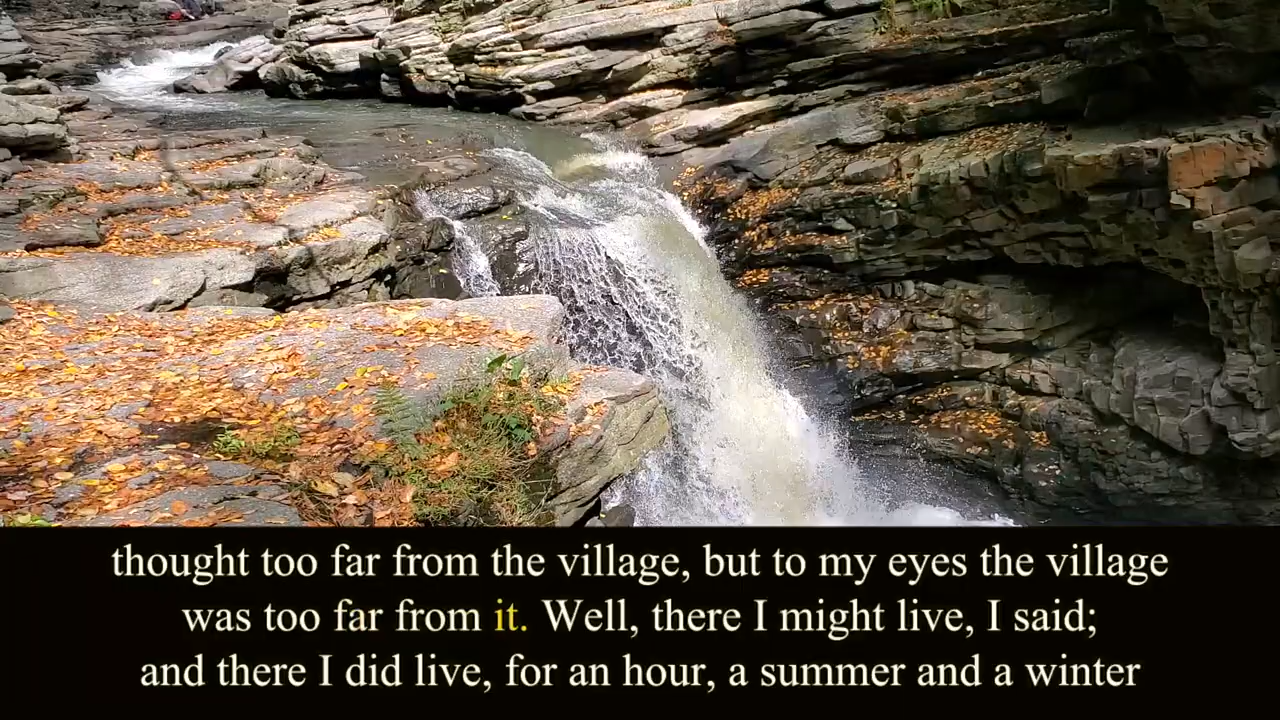 thought too far from the village, but to my eyes the village
was too far from it. Well, there I might live, I said;
and there I did live, for an hour, a summer and a winter